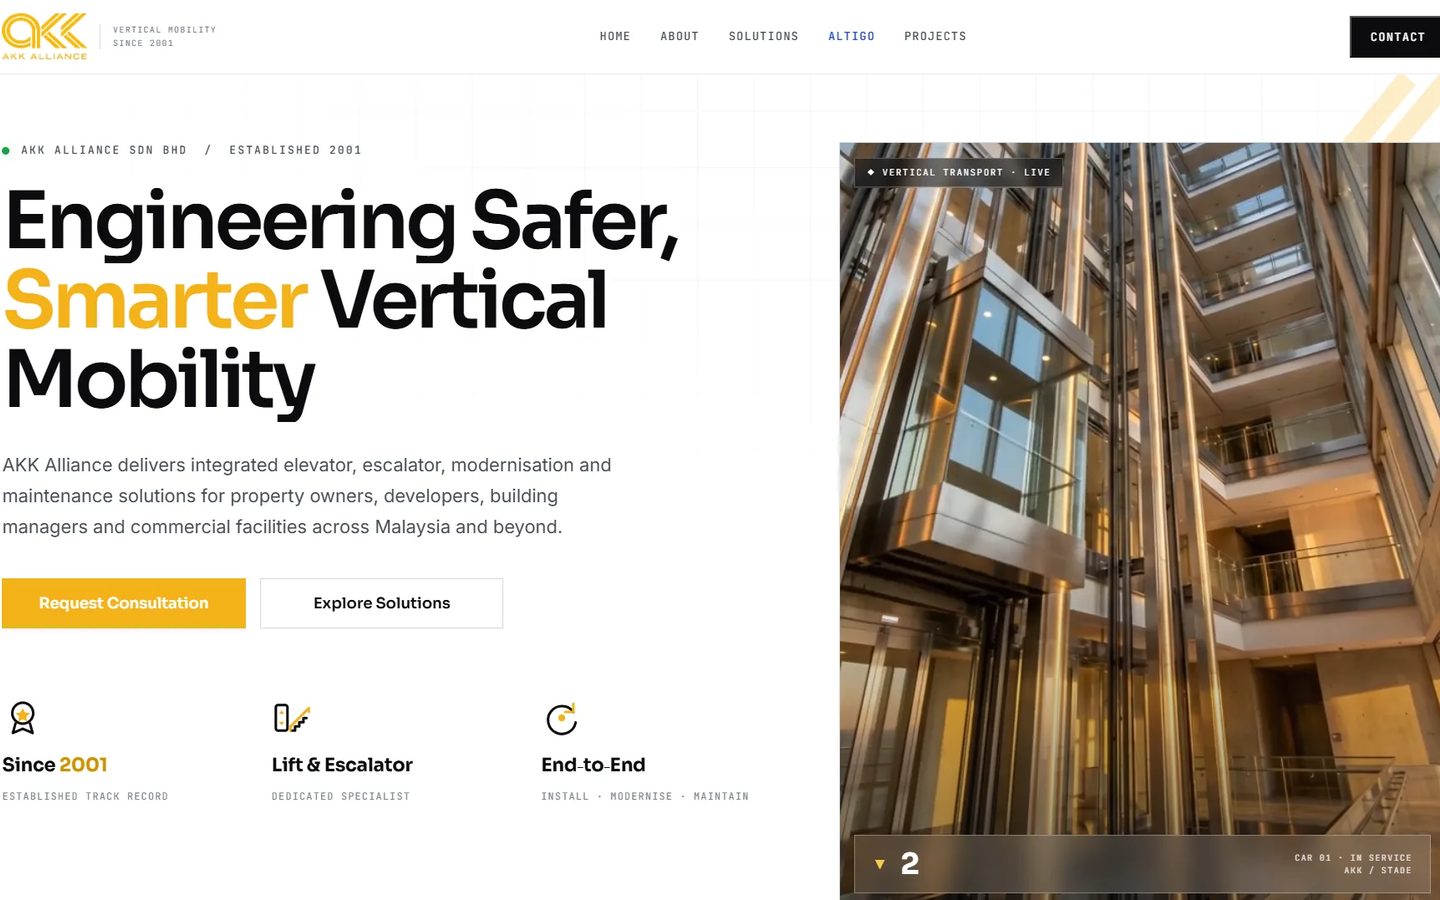 akk
AKK ALLIANCE
VERTICAL MOBILITY
SINCE 2001
HOME
ABOUT
SOLUTIONS
ALTIGO
PROJECTS
CONTACT
AKK ALLIANCE SDN BHD / ESTABLISHED 2001
Engineering Safer,
Smarter Vertical
Mobility
AKK Alliance delivers integrated elevator, escalator, modernisation and
maintenance solutions for property owners, developers, building
managers and commercial facilities across Malaysia and beyond.
Request Consultation
Explore Solutions
Since 2001
ESTABLISHED TRACK RECORD
Lift & Escalator
DEDICATED SPECIALIST
End-to-End
INSTALL · MODERNISE · MAINTAIN
◆ VERTICAL TRANSPORT · LIVE
▼ 2
CAR 01 · IN SERVICE
AKK / STADE